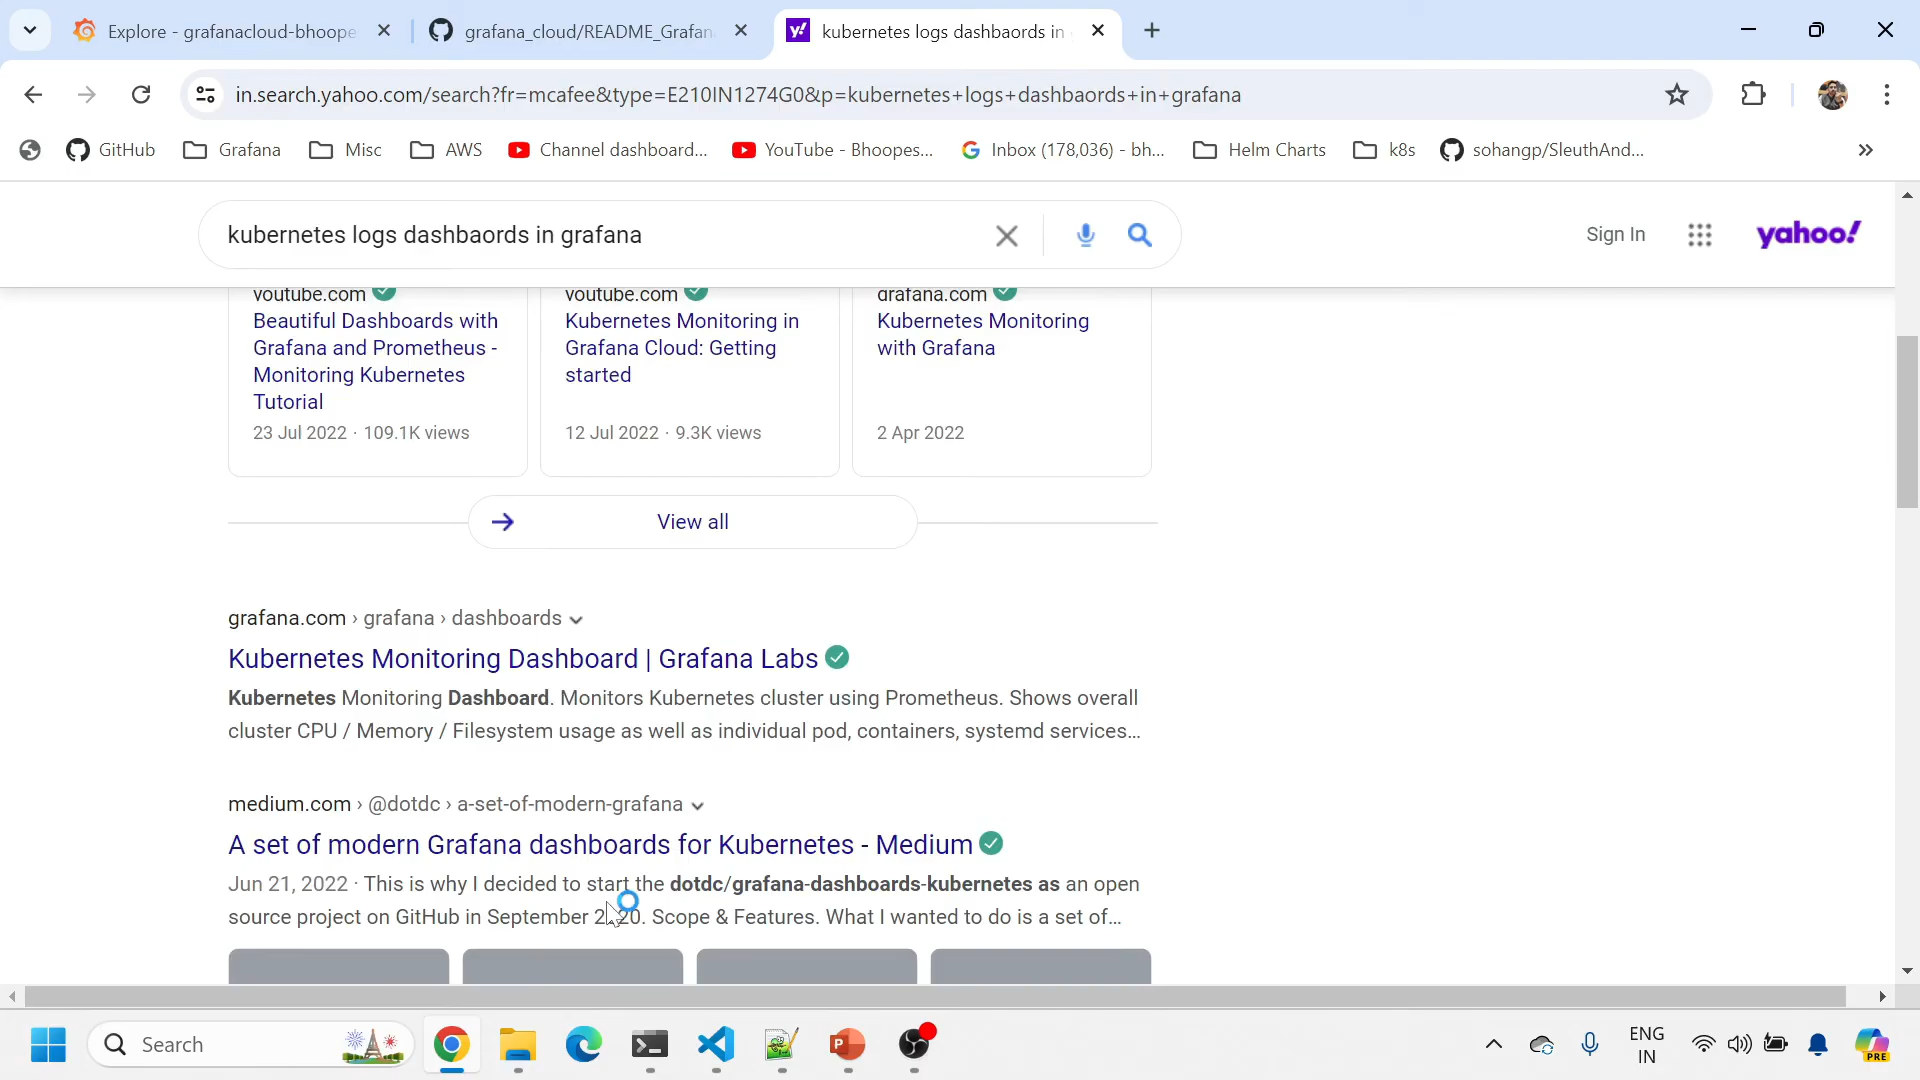 Explore - grafanacloud-bhoope
grafana_cloud/README_Grafan
kubernetes logs dashbaords in
in.search.yahoo.com/search?fr=mcafee&type=E210IN1274G0&p=kubernetes+logs+dashbaords+in+grafana
GitHub
Grafana
Misc
AWS
Channel dashboard...
YouTube - Bhoopes...
Inbox (178,036) - bh...
Helm Charts
k8s
sohangp/SleuthAnd...
kubernetes logs dashbaords in grafana
Sign In
yahoo!
youtube.com
Beautiful Dashboards with
Grafana and Prometheus -
Monitoring Kubernetes
Tutorial
23 Jul 2022 · 109.1K views
youtube.com
Kubernetes Monitoring in
Grafana Cloud: Getting
started
12 Jul 2022 · 9.3K views
grafana.com
Kubernetes Monitoring
with Grafana
2 Apr 2022
View all
grafana.com › grafana › dashboards
Kubernetes Monitoring Dashboard | Grafana Labs
Kubernetes Monitoring Dashboard. Monitors Kubernetes cluster using Prometheus. Shows overall
cluster CPU / Memory / Filesystem usage as well as individual pod, containers, systemd services...
medium.com › @dotdc › a-set-of-modern-grafana
A set of modern Grafana dashboards for Kubernetes - Medium
Jun 21, 2022 · This is why I decided to start the dotdc/grafana-dashboards-kubernetes as an open
source project on GitHub in September 2020. Scope & Features. What I wanted to do is a set of...
Search
ENG
IN
PRE